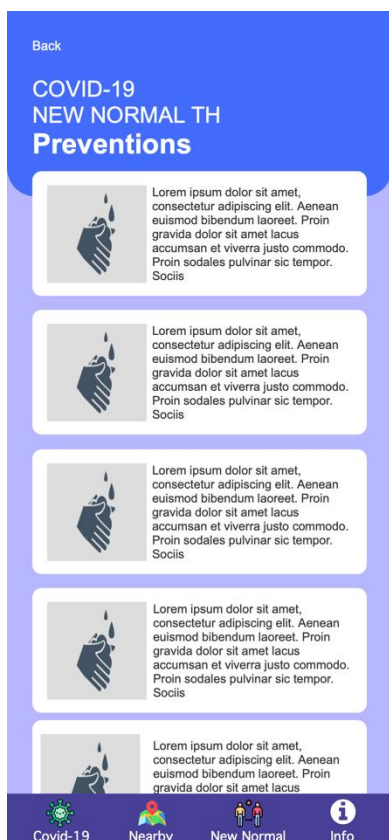 Back
COVID-19
NEW NORMAL TH
Preventions
Lorem ipsum dolor sit amet,
consectetur adipiscing elit. Aenean
euismod bibendum laoreet. Proin
gravida dolor sit amet lacus
accumsan et viverra justo commodo.
Proin sodales pulvinar sic tempor.
Sociis
Lorem ipsum dolor sit amet,
consectetur adipiscing elit. Aenean
euismod bibendum laoreet. Proin
gravida dolor sit amet lacus
accumsan et viverra justo commodo.
Proin sodales pulvinar sic tempor.
Sociis
Lorem ipsum dolor sit amet,
consectetur adipiscing elit. Aenean
euismod bibendum laoreet. Proin
gravida dolor sit amet lacus
accumsan et viverra justo commodo.
Proin sodales pulvinar sic tempor.
Sociis
Lorem ipsum dolor sit amet,
consectetur adipiscing elit. Aenean
euismod bibendum laoreet. Proin
gravida dolor sit amet lacus
accumsan et viverra justo commodo.
Proin sodales pulvinar sic tempor.
Sociis
Lorem ipsum dolor sit amet,
consectetur adipiscing elit. Aenean
euismod bibendum laoreet. Proin
gravida dolor sit amet lacus
Covid-19 Nearby New Normal Info